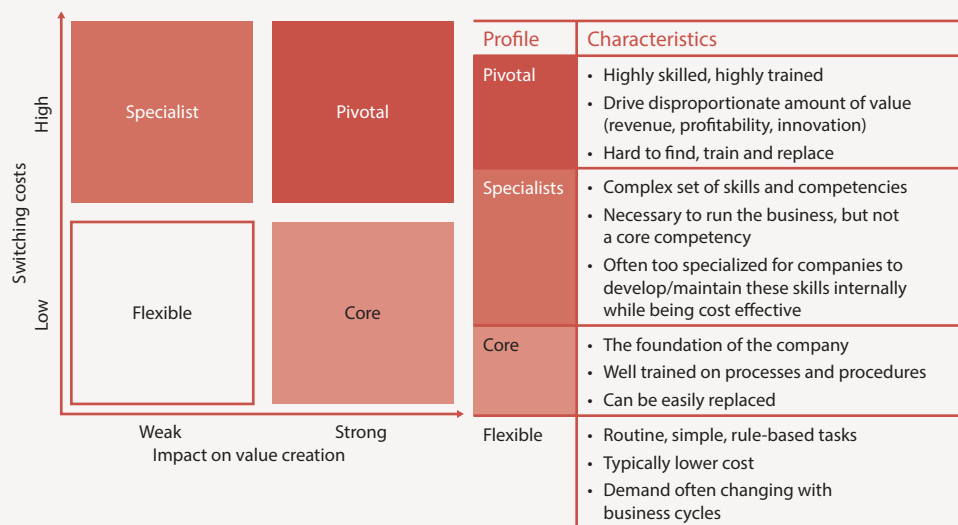 Switching costs
High
Low
Specialist
Pivotal
Flexible
Core
Weak
Strong
Impact on value creation
Profile
Characteristics
Pivotal
• Highly skilled, highly trained
• Drive disproportionate amount of value
(revenue, profitability, innovation)
• Hard to find, train and replace
Specialists
• Complex set of skills and competencies
• Necessary to run the business, but not
a core competency
• Often too specialized for companies to
develop/maintain these skills internally
while being cost effective
Core
• The foundation of the company
• Well trained on processes and procedures
• Can be easily replaced
Flexible
• Routine, simple, rule-based tasks
• Typically lower cost
• Demand often changing with
business cycles